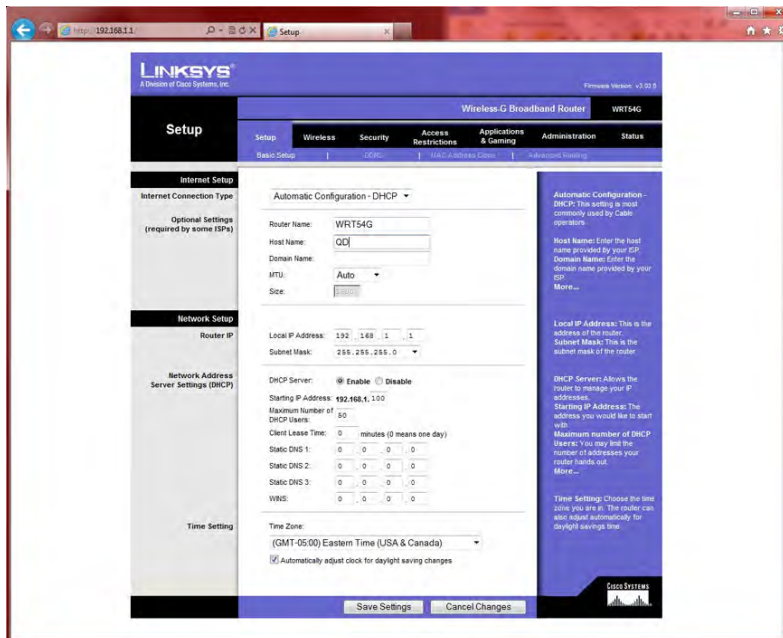 http://192.168.1.1/
Setup
LINKSYS®
A Division of Cisco Systems, Inc.
Firmware Version: v3.03.
Wireless-G Broadband Router
WRT54G
Setup
Setup
Wireless
Security
Access
Restrictions
Applications
& Gaming
Administration
Status
Basic Setup | DDNS | MAC Address Clone | Advanced Routing
Internet Setup
Internet Connection Type
Automatic Configuration - DHCP
Optional Settings
(required by some ISPs)
Router Name: WRT54G
Host Name: QD
Domain Name:
MTU: Auto
Size:
Network Setup
Router IP
Local IP Address: 192 . 168 . 1 . 1
Subnet Mask: 255.255.255.0
Network Address
Server Settings (DHCP)
DHCP Server: Enable Disable
Starting IP Address: 192.168.1. 100
Maximum Number of
DHCP Users: 50
Client Lease Time: 0 minutes (0 means one day)
Static DNS 1: 0 . 0 . 0 . 0
Static DNS 2: 0 . 0 . 0 . 0
Static DNS 3: 0 . 0 . 0 . 0
WINS: 0 . 0 . 0 . 0
Time Setting
Time Zone:
(GMT-05:00) Eastern Time (USA & Canada)
Automatically adjust clock for daylight saving changes
Automatic Configuration -
DHCP: This setting is most
commonly used by Cable
operators.
Host Name: Enter the host
name provided by your ISP.
Domain Name: Enter the
domain name provided by your
ISP.
More...
Local IP Address: This is the
address of the router.
Subnet Mask: This is the
subnet mask of the router.
DHCP Server: Allows the
router to manage your IP
addresses.
Starting IP Address: The
address you would like to start
with.
Maximum number of DHCP
Users: You may limit the
number of addresses your
router hands out.
More...
Time Setting: Choose the time
zone you are in. The router can
also adjust automatically for
daylight savings time.
CISCO SYSTEMS
Save Settings
Cancel Changes